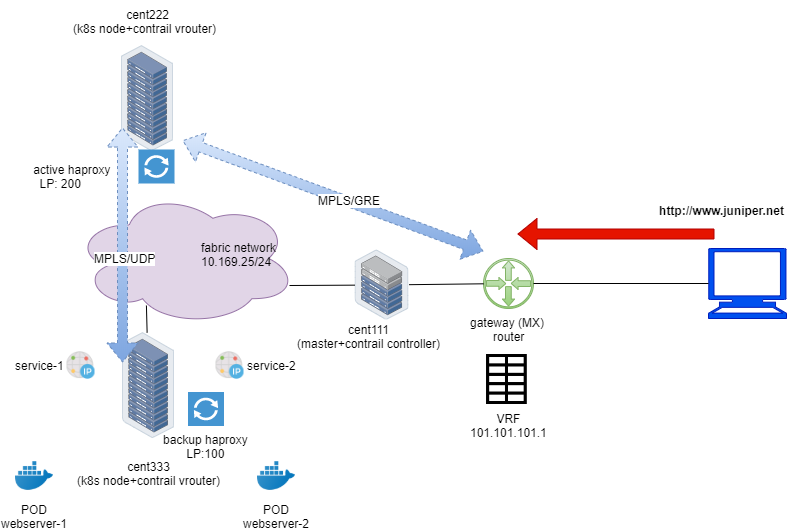 cent222
(k8s node+contrail vrouter)
active haproxy
LP: 200
MPLS/GRE
http://www.juniper.net
fabric network
10.169.25/24
MPLS/UDP
cent111
(master+contrail controller)
gateway (MX)
router
service-1
IP
service-2
IP
VRF
101.101.101.1
backup haproxy
LP:100
cent333
(k8s node+contrail vrouter)
POD
webserver-1
POD
webserver-2